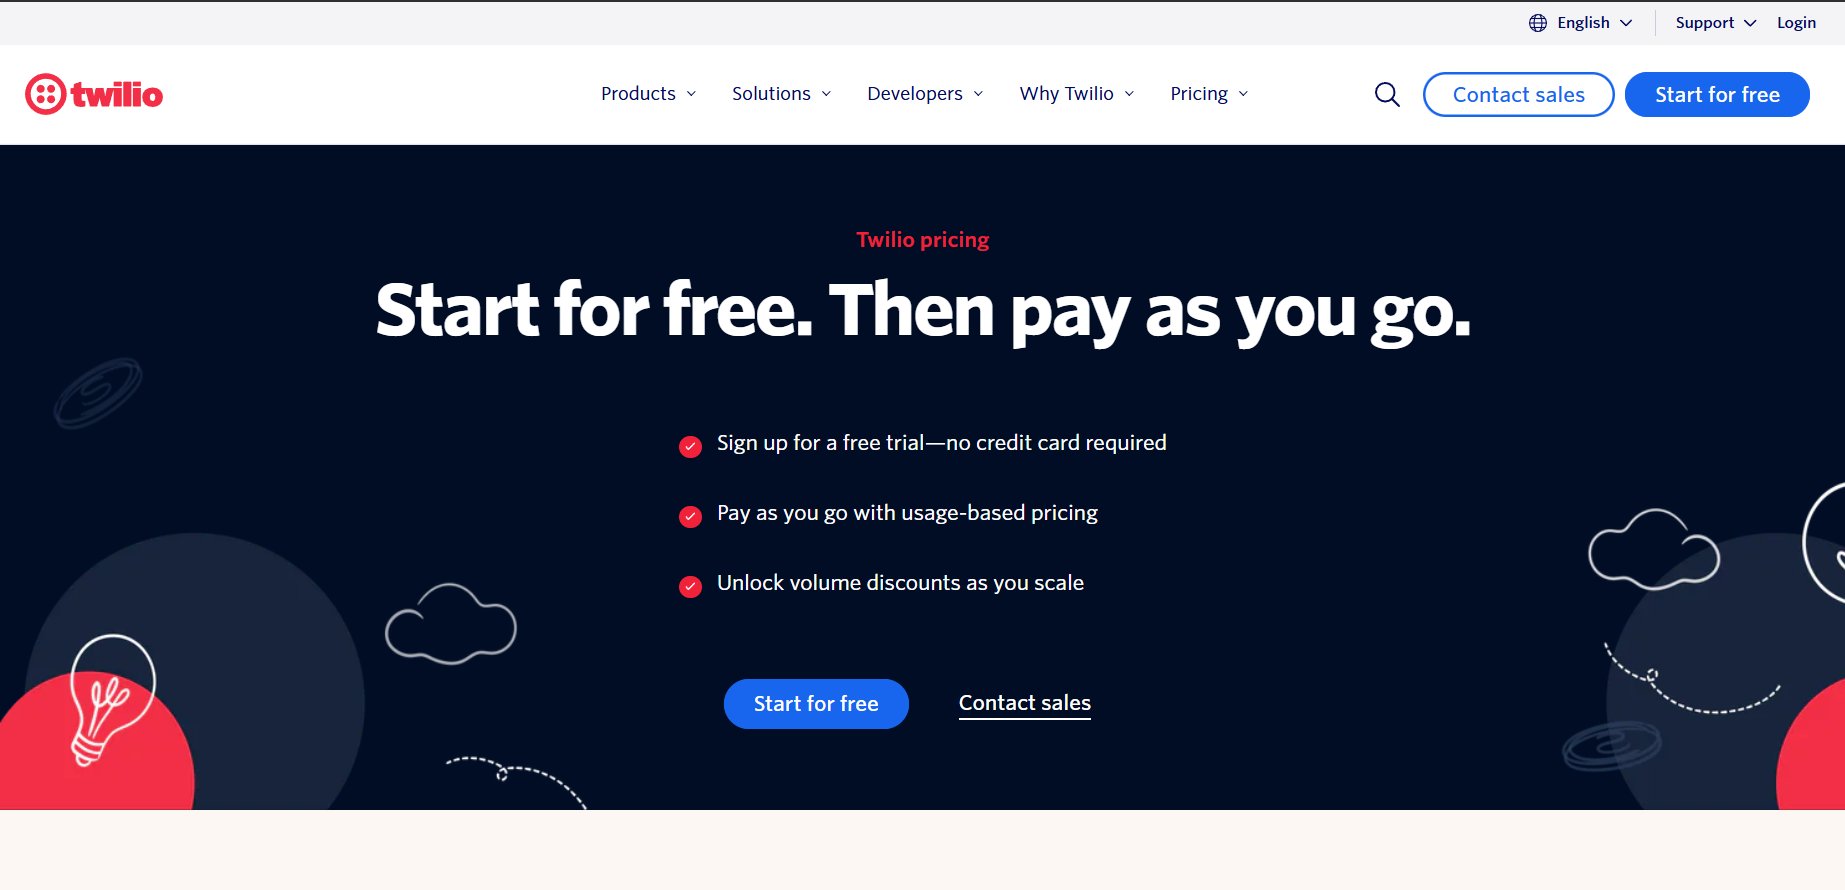 English
Support
Login
twilio
Products
Solutions
Developers
Why Twilio
Pricing
Contact sales
Start for free
Twilio pricing
Start for free. Then pay as you go.
Sign up for a free trial—no credit card required
Pay as you go with usage-based pricing
Unlock volume discounts as you scale
Start for free
Contact sales